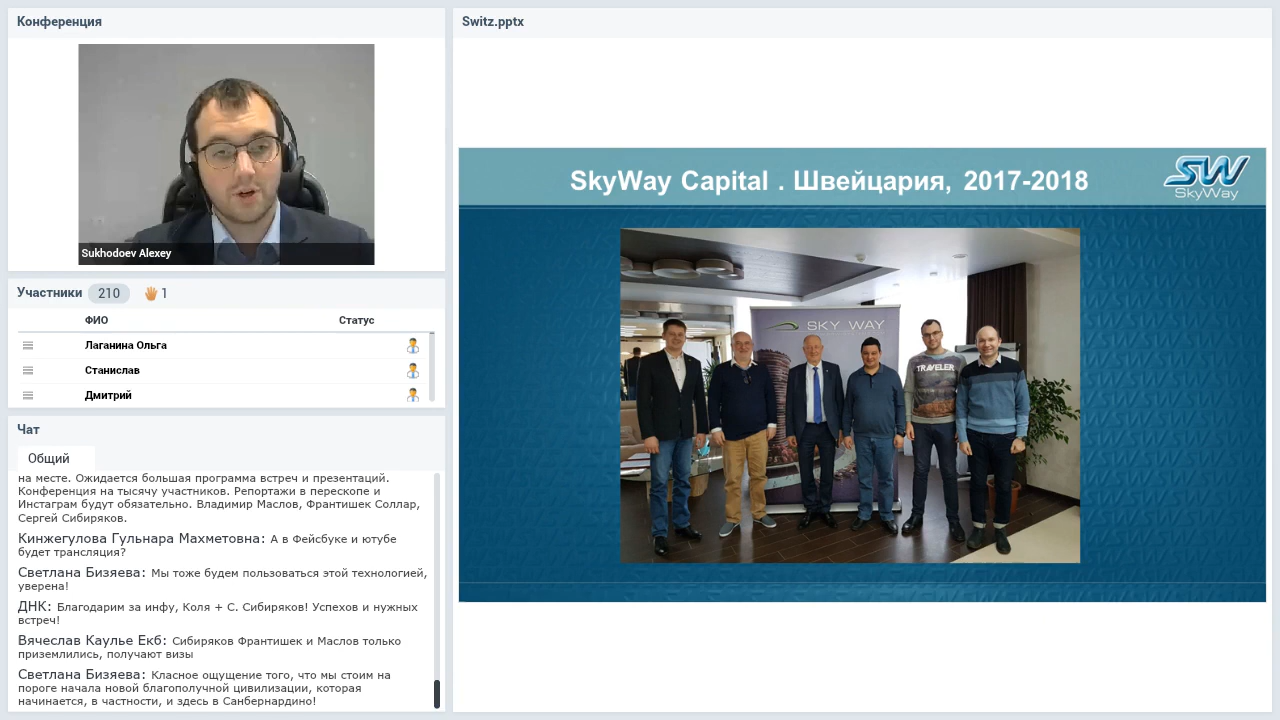 Конференция
Sukhodoev Alexey
Участники 210 1
ФИО Статус
Лаганина Ольга
Станислав
Дмитрий
Чат
Общий
на месте. Ожидается большая программа встреч и презентаций.
Конференция на тысячу участников. Репортажи в перескопе и
Инстаграм будут обязательно. Владимир Маслов, Франтишек Соллар,
Сергей Сибиряков.
Кинжегулова Гульнара Махметовна: А в Фейсбуке и ютубе
будет трансляция?
Светлана Бизяева: Мы тоже будем пользоваться этой технологией,
уверена!
ДНК: Благодарим за инфу, Коля + С. Сибиряков! Успехов и нужных
встреч!
Вячеслав Каулье Екб: Сибиряков Франтишек и Маслов только
приземлились, получают визы
Светлана Бизяева: Класное ощущение того, что мы стоим на
пороге начала новой благополучной цивилизации, которая
начинается, в частности, и здесь в Санбернардино!
Switz.pptx
SkyWay Capital . Швейцария, 2017-2018
SW
SkyWay
SKY WAY
TRAVELER